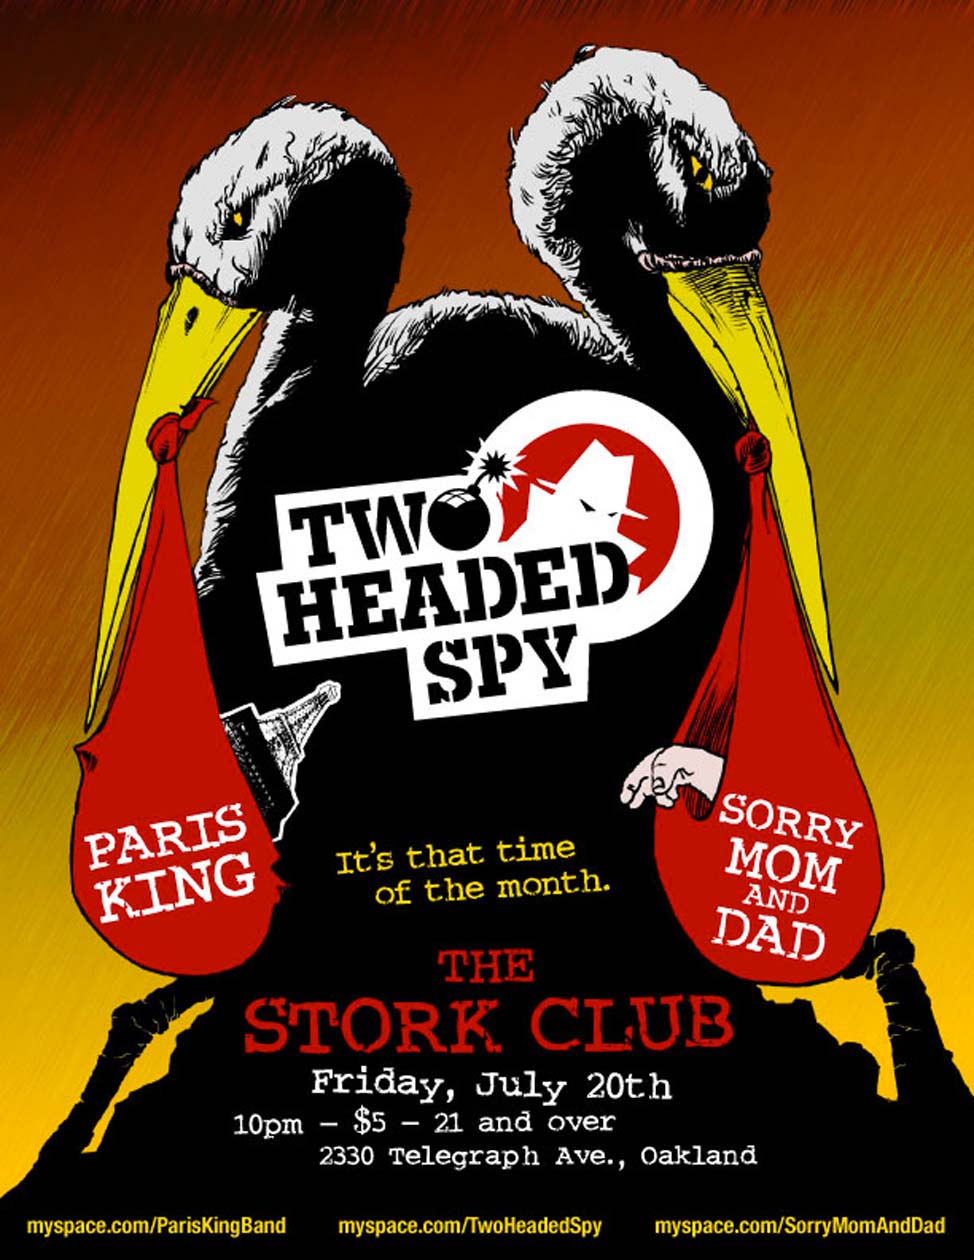 TWO
HEADED
SPY
PARIS
KING
SORRY
MOM
AND
DAD
It's that time
of the month.
THE
STORK CLUB
Friday, July 20th
10pm – $5 – 21 and over
2330 Telegraph Ave., Oakland
myspace.com/ParisKingBand myspace.com/TwoHeadedSpy myspace.com/SorryMomAndDad